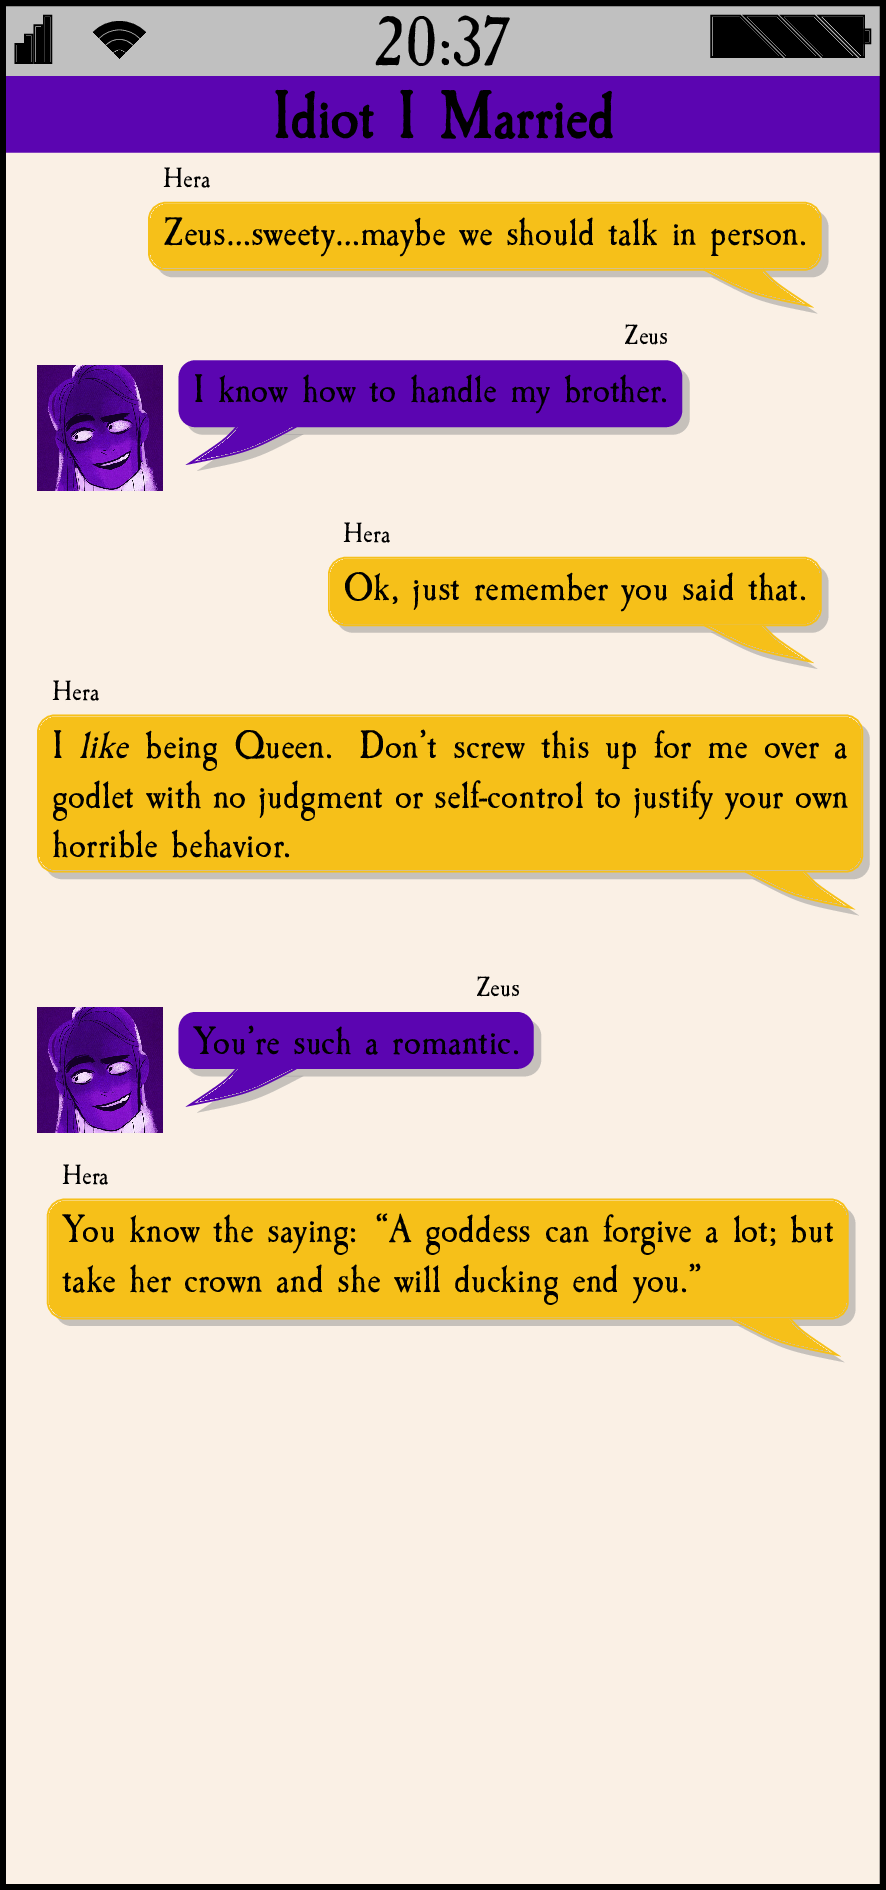 20:37
Idiot I Married
Hera
Zeus...sweety...maybe we should talk in person.
Zeus
I know how to handle my brother.
Hera
Ok, just remember you said that.
Hera
I like being Queen. Don't screw this up for me over a
godlet with no judgment or self-control to justify your own
horrible behavior.
Zeus
You're such a romantic.
Hera
You know the saying: “A goddess can forgive a lot; but
take her crown and she will ducking end you.”